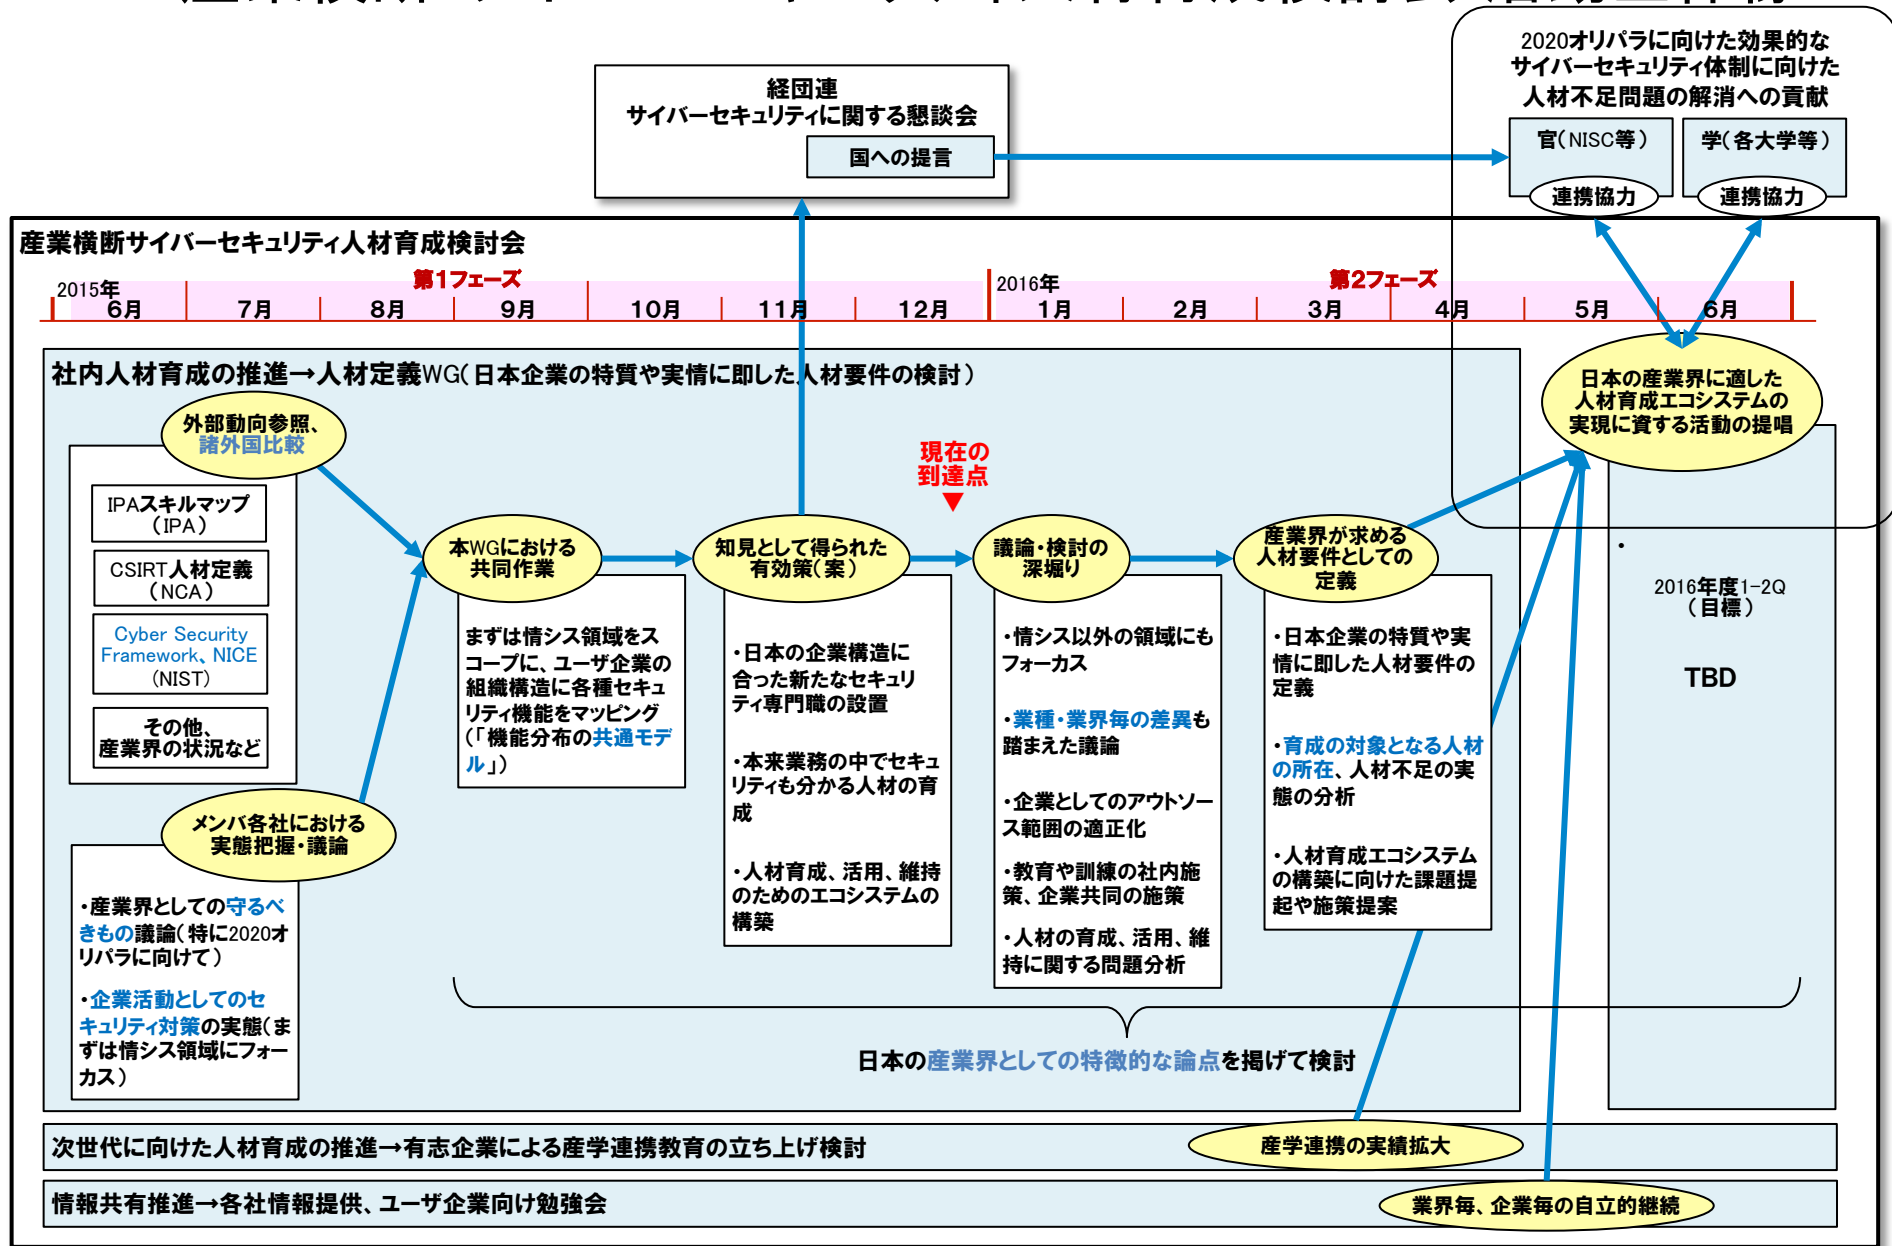 2020オリパラに向けた効果的な
サイバーセキュリティ体制に向けた
人材不足問題の解消への貢献
経団連
サイバーセキュリティに関する懇談会
国への提言
官(NISC等)
学(各大学等)
連携協力
連携協力
産業横断サイバーセキュリティ人材育成検討会
第1フェーズ
第2フェーズ
2015年
2016年
6月
7月
8月
9月
10月
11月
12月
1月
2月
3月
4月
5月
6月
社内人材育成の推進→人材定義WG(日本企業の特質や実情に即した人材要件の検討)
外部動向参照、
諸外国比較
IPAスキルマップ
(IPA)
CSIRT人材定義
(NCA)
Cyber Security
Framework、NICE
(NIST)
その他、
産業界の状況など
メンバ各社における
実態把握・議論
・産業界としての守るべ
きもの議論(特に2020オ
リパラに向けて)
・企業活動としてのセ
キュリティ対策の実態(ま
ずは情シス領域にフォー
カス)
本WGにおける
共同作業
まずは情シス領域をス
コープに、ユーザ企業の
組織構造に各種セキュ
リティ機能をマッピング
(「機能分布の共通モデ
ル」)
知見として得られた
有効策(案)
・日本の企業構造に
合った新たなセキュリ
ティ専門職の設置
・本来業務の中でセキュ
リティも分かる人材の育
成
・人材育成、活用、維持
のためのエコシステムの
構築
現在の
到達点
▼
議論・検討の
深堀り
・情シス以外の領域にも
フォーカス
・業種・業界毎の差異も
踏まえた議論
・企業としてのアウトソー
ス範囲の適正化
・教育や訓練の社内施
策、企業共同の施策
・人材の育成、活用、維
持に関する問題分析
産業界が求める
人材要件としての
定義
・日本企業の特質や実
情に即した人材要件の
定義
・育成の対象となる人材
の所在、人材不足の実
態の分析
・人材育成エコシステム
の構築に向けた課題提
起や施策提案
日本の産業界に適した
人材育成エコシステムの
実現に資する活動の提唱
・
2016年度1-2Q
(目標)
TBD
日本の産業界としての特徴的な論点を掲げて検討
次世代に向けた人材育成の推進→有志企業による産学連携教育の立ち上げ検討
産学連携の実績拡大
情報共有推進→各社情報提供、ユーザ企業向け勉強会
業界毎、企業毎の自立的継続